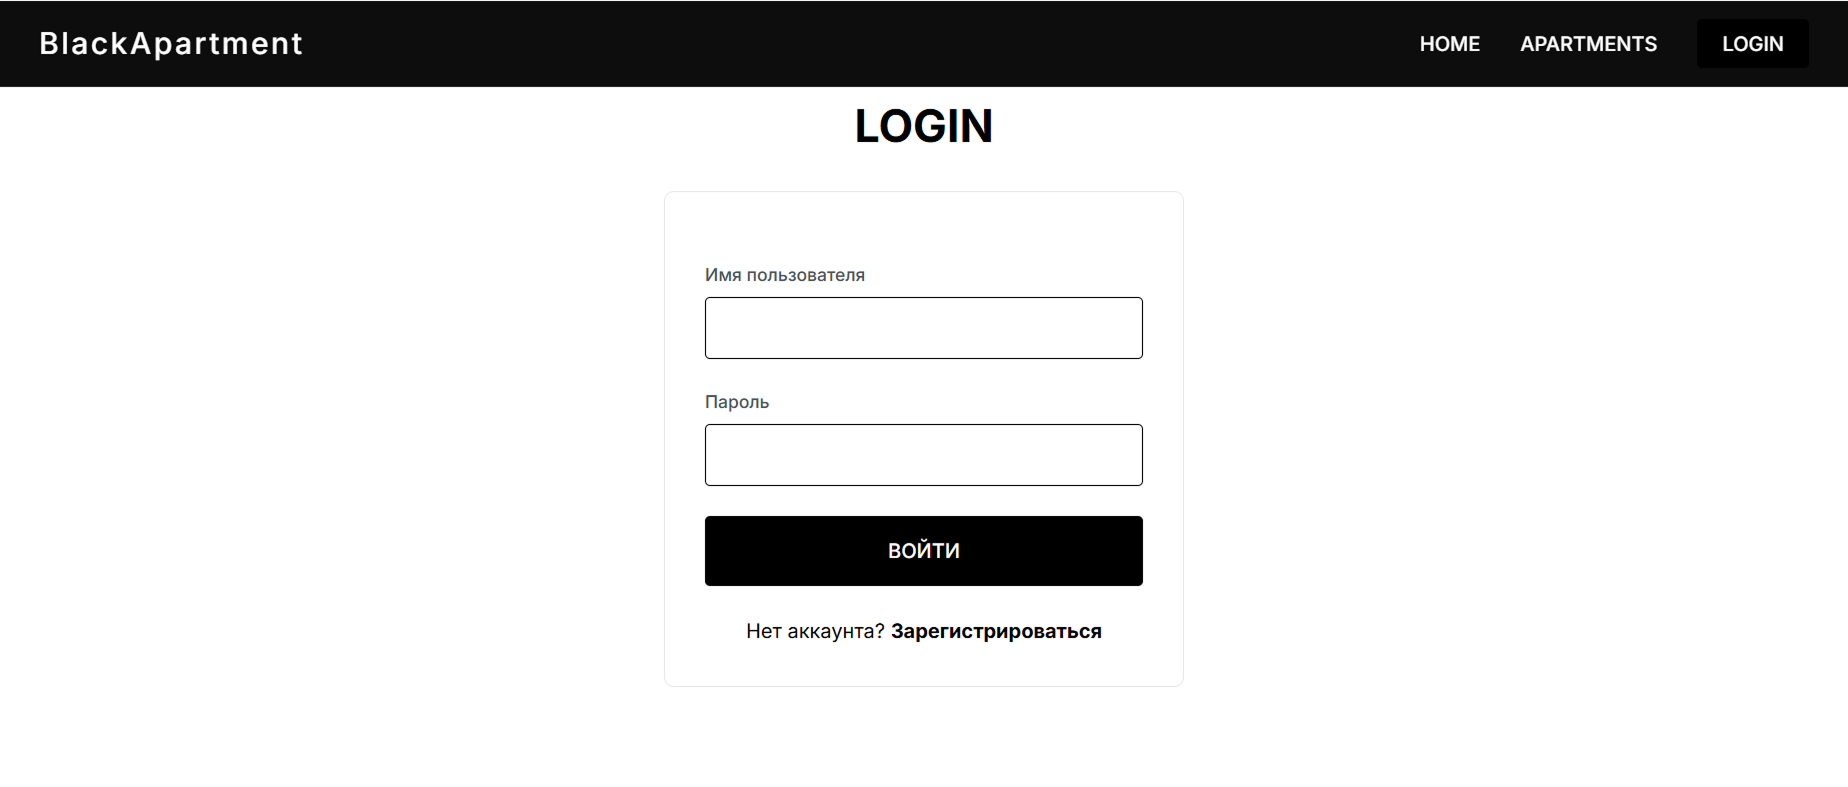 BlackApartment
HOME APARTMENTS LOGIN
LOGIN
Имя пользователя
Пароль
ВОЙТИ
Нет аккаунта? Зарегистрироваться